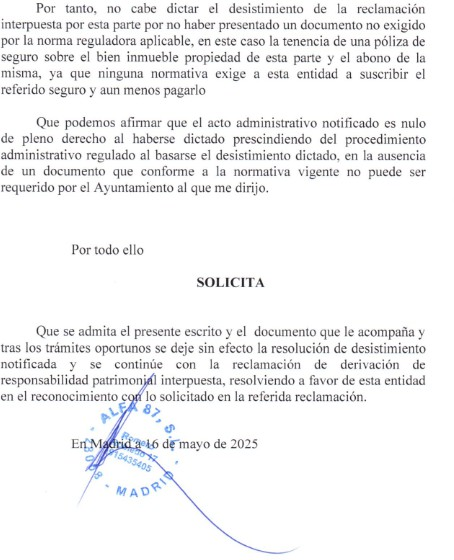 Por tanto, no cabe dictar el desistimiento de la reclamación
interpuesta por esta parte por no haber presentado un documento no exigido
por la norma reguladora aplicable, en este caso la tenencia de una póliza de
seguro sobre el bien inmueble propiedad de esta parte y el abono de la
misma, ya que ninguna normativa exige a esta entidad a suscribir el
referido seguro y aun menos pagarlo
Que podemos afirmar que el acto administrativo notificado es nulo
de pleno derecho al haberse dictado prescindiendo del procedimiento
administrativo regulado al basarse el desistimiento dictado, en la ausencia
de un documento que conforme a la normativa vigente no puede ser
requerido por el Ayuntamiento al que me dirijo.
Por todo ello
SOLICITA
Que se admita el presente escrito y el documento que le acompaña y
tras los trámites oportunos se deje sin efecto la resolución de desistimiento
notificada y se continúe con la reclamación de derivación de
responsabilidad patrimonial interpuesta, resolviendo a favor de esta entidad
en el reconocimiento con lo solicitado en la referida reclamación.
En Madrid a 16 de mayo de 2025
ALFA 87, S.L.
MADRID